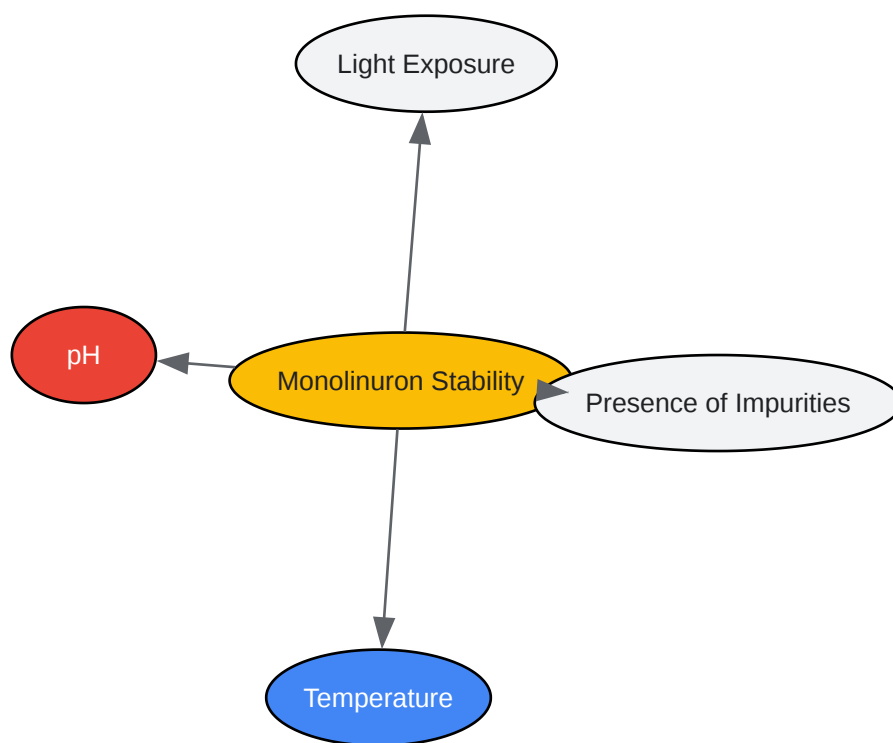 Light Exposure
pH
Monolinuron Stability
Presence of Impurities
Temperature